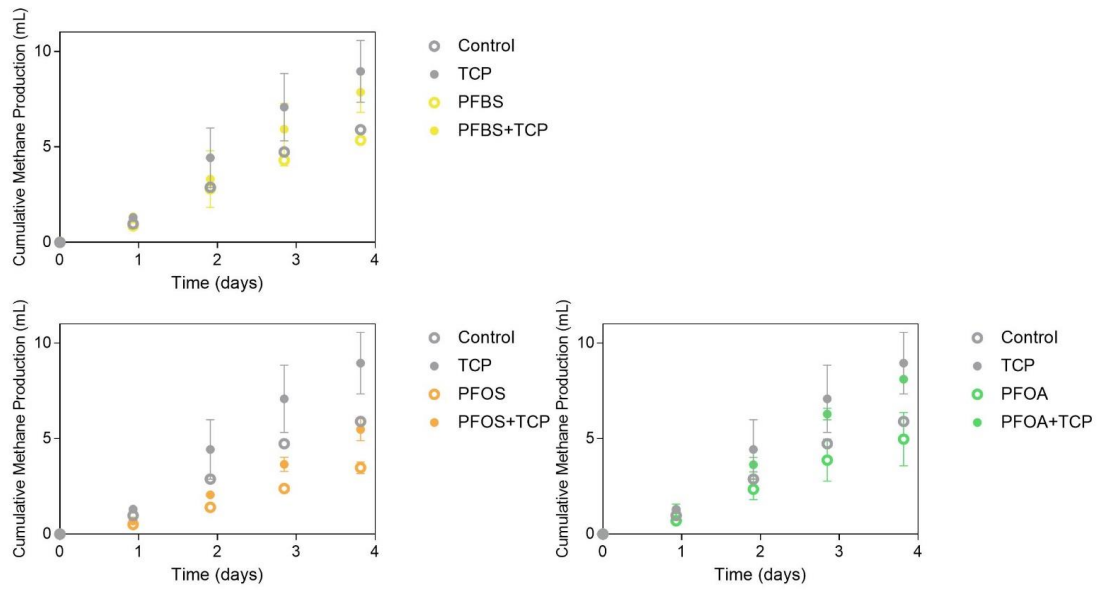 Cumulative Methane Production (mL)
10
5
0
0 1 2 3 4
Time (days)
Control
TCP
PFBS
PFBS+TCP
Cumulative Methane Production (mL)
10
5
0
0 1 2 3 4
Time (days)
Control
TCP
PFOS
PFOS+TCP
Cumulative Methane Production (mL)
10
5
0
0 1 2 3 4
Time (days)
Control
TCP
PFOA
PFOA+TCP